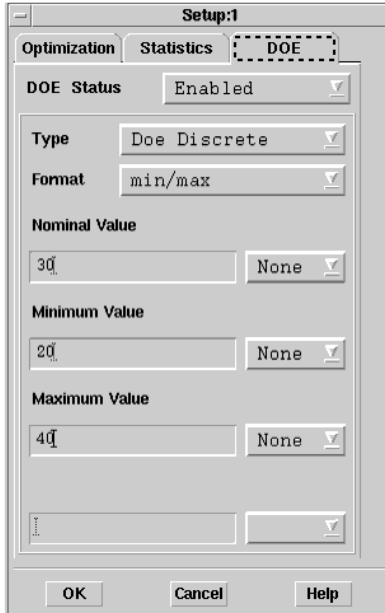 Setup:1
Optimization Statistics DOE
DOE Status Enabled
Type Doe Discrete
Format min/max
Nominal Value
30 None
Minimum Value
20 None
Maximum Value
40 None
OK Cancel Help